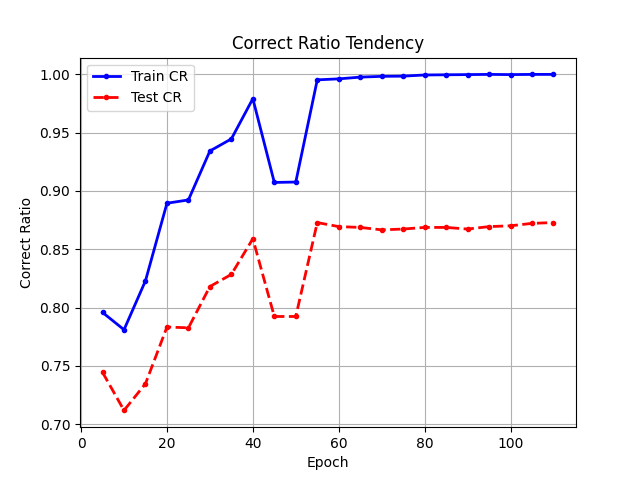 Correct Ratio Tendency
Train CR
Test CR
Correct Ratio
1.00
0.95
0.90
0.85
0.80
0.75
0.70
0 20 40 60 80 100
Epoch